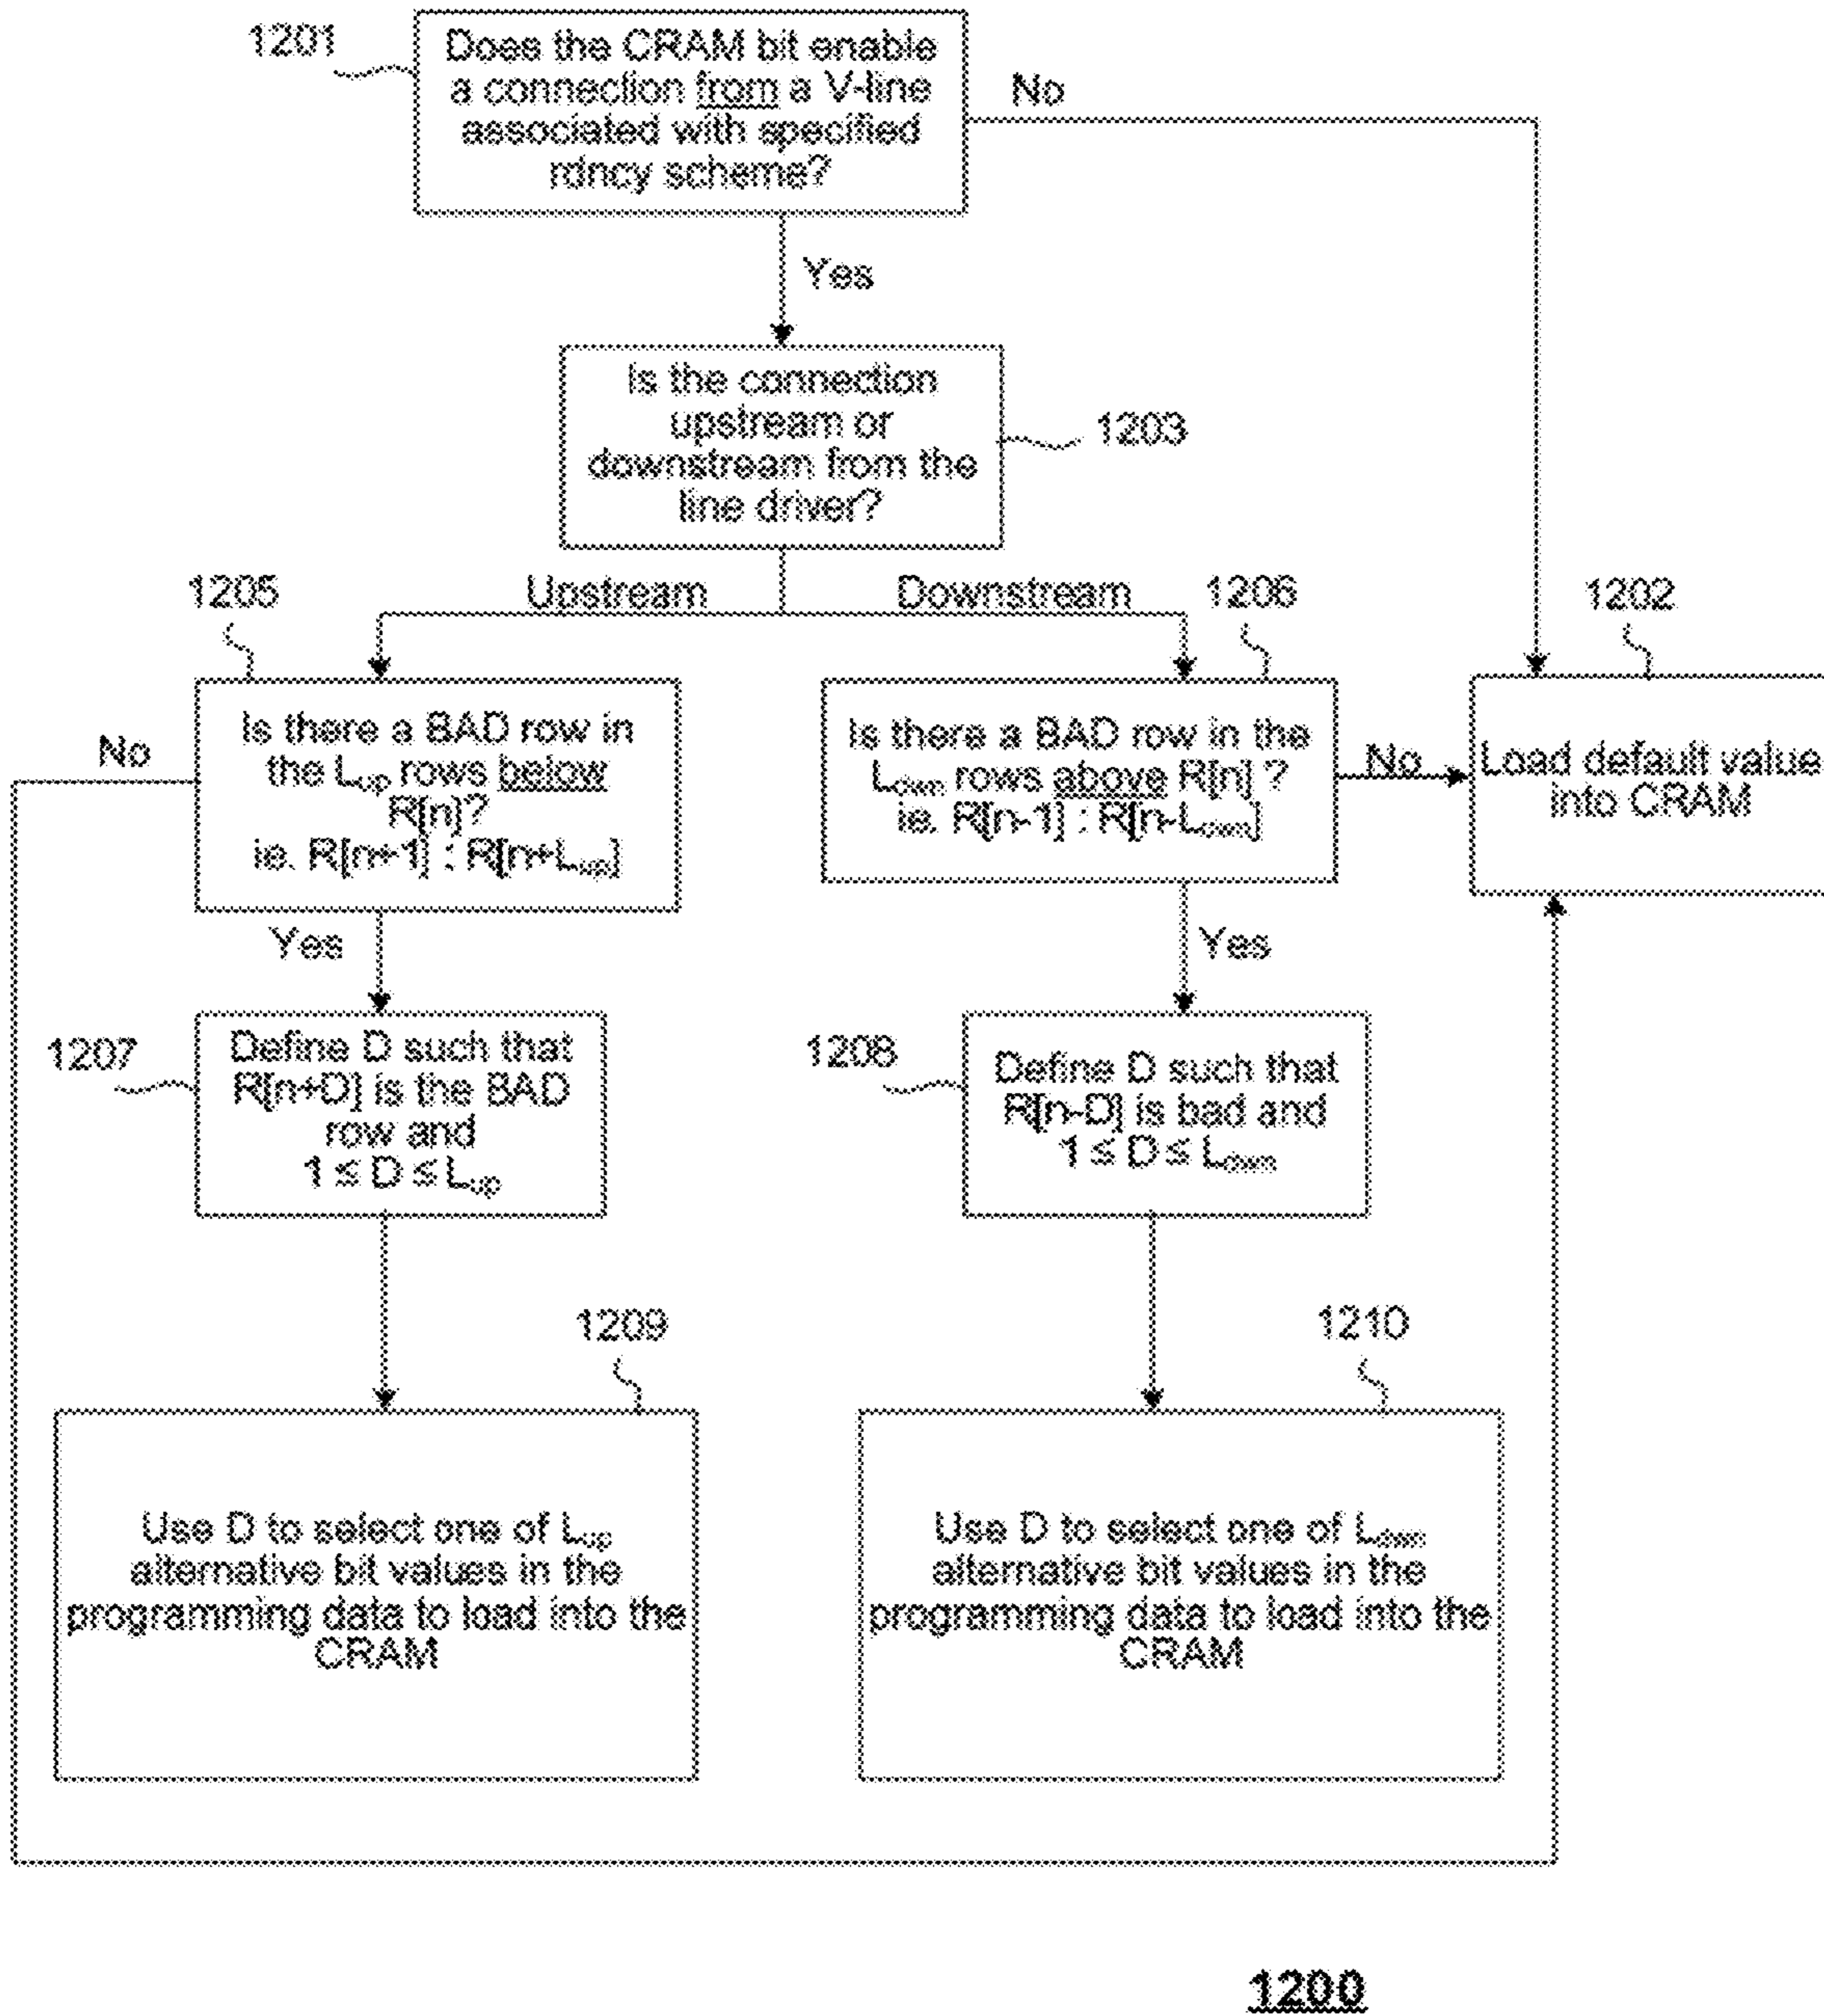 1201
Does the CRAM bit enable
a connection from a V-line
associated with specified
rdncy scheme?
No
Yes
Is the connection
upstream or
downstream from the
line driver?
1203
1205
Upstream
Downstream
1206
1202
No
Is there a BAD row in
the Lup rows below
R[n]?
ie. R[n+1] : R[n+Lup]
Is there a BAD row in the
Ldwn rows above R[n] ?
ie. R[n-1] : R[n-Ldwn]
No
Load default value
into CRAM
Yes
Yes
1207
Define D such that
R[n+D] is the BAD
row and
1 ≤ D ≤ Lup
1208
Define D such that
R[n-D] is bad and
1 ≤ D ≤ Ldwn
1209
1210
Use D to select one of Lup
alternative bit values in the
programming data to load into the
CRAM
Use D to select one of Ldwn
alternative bit values in the
programming data to load into the
CRAM
1200